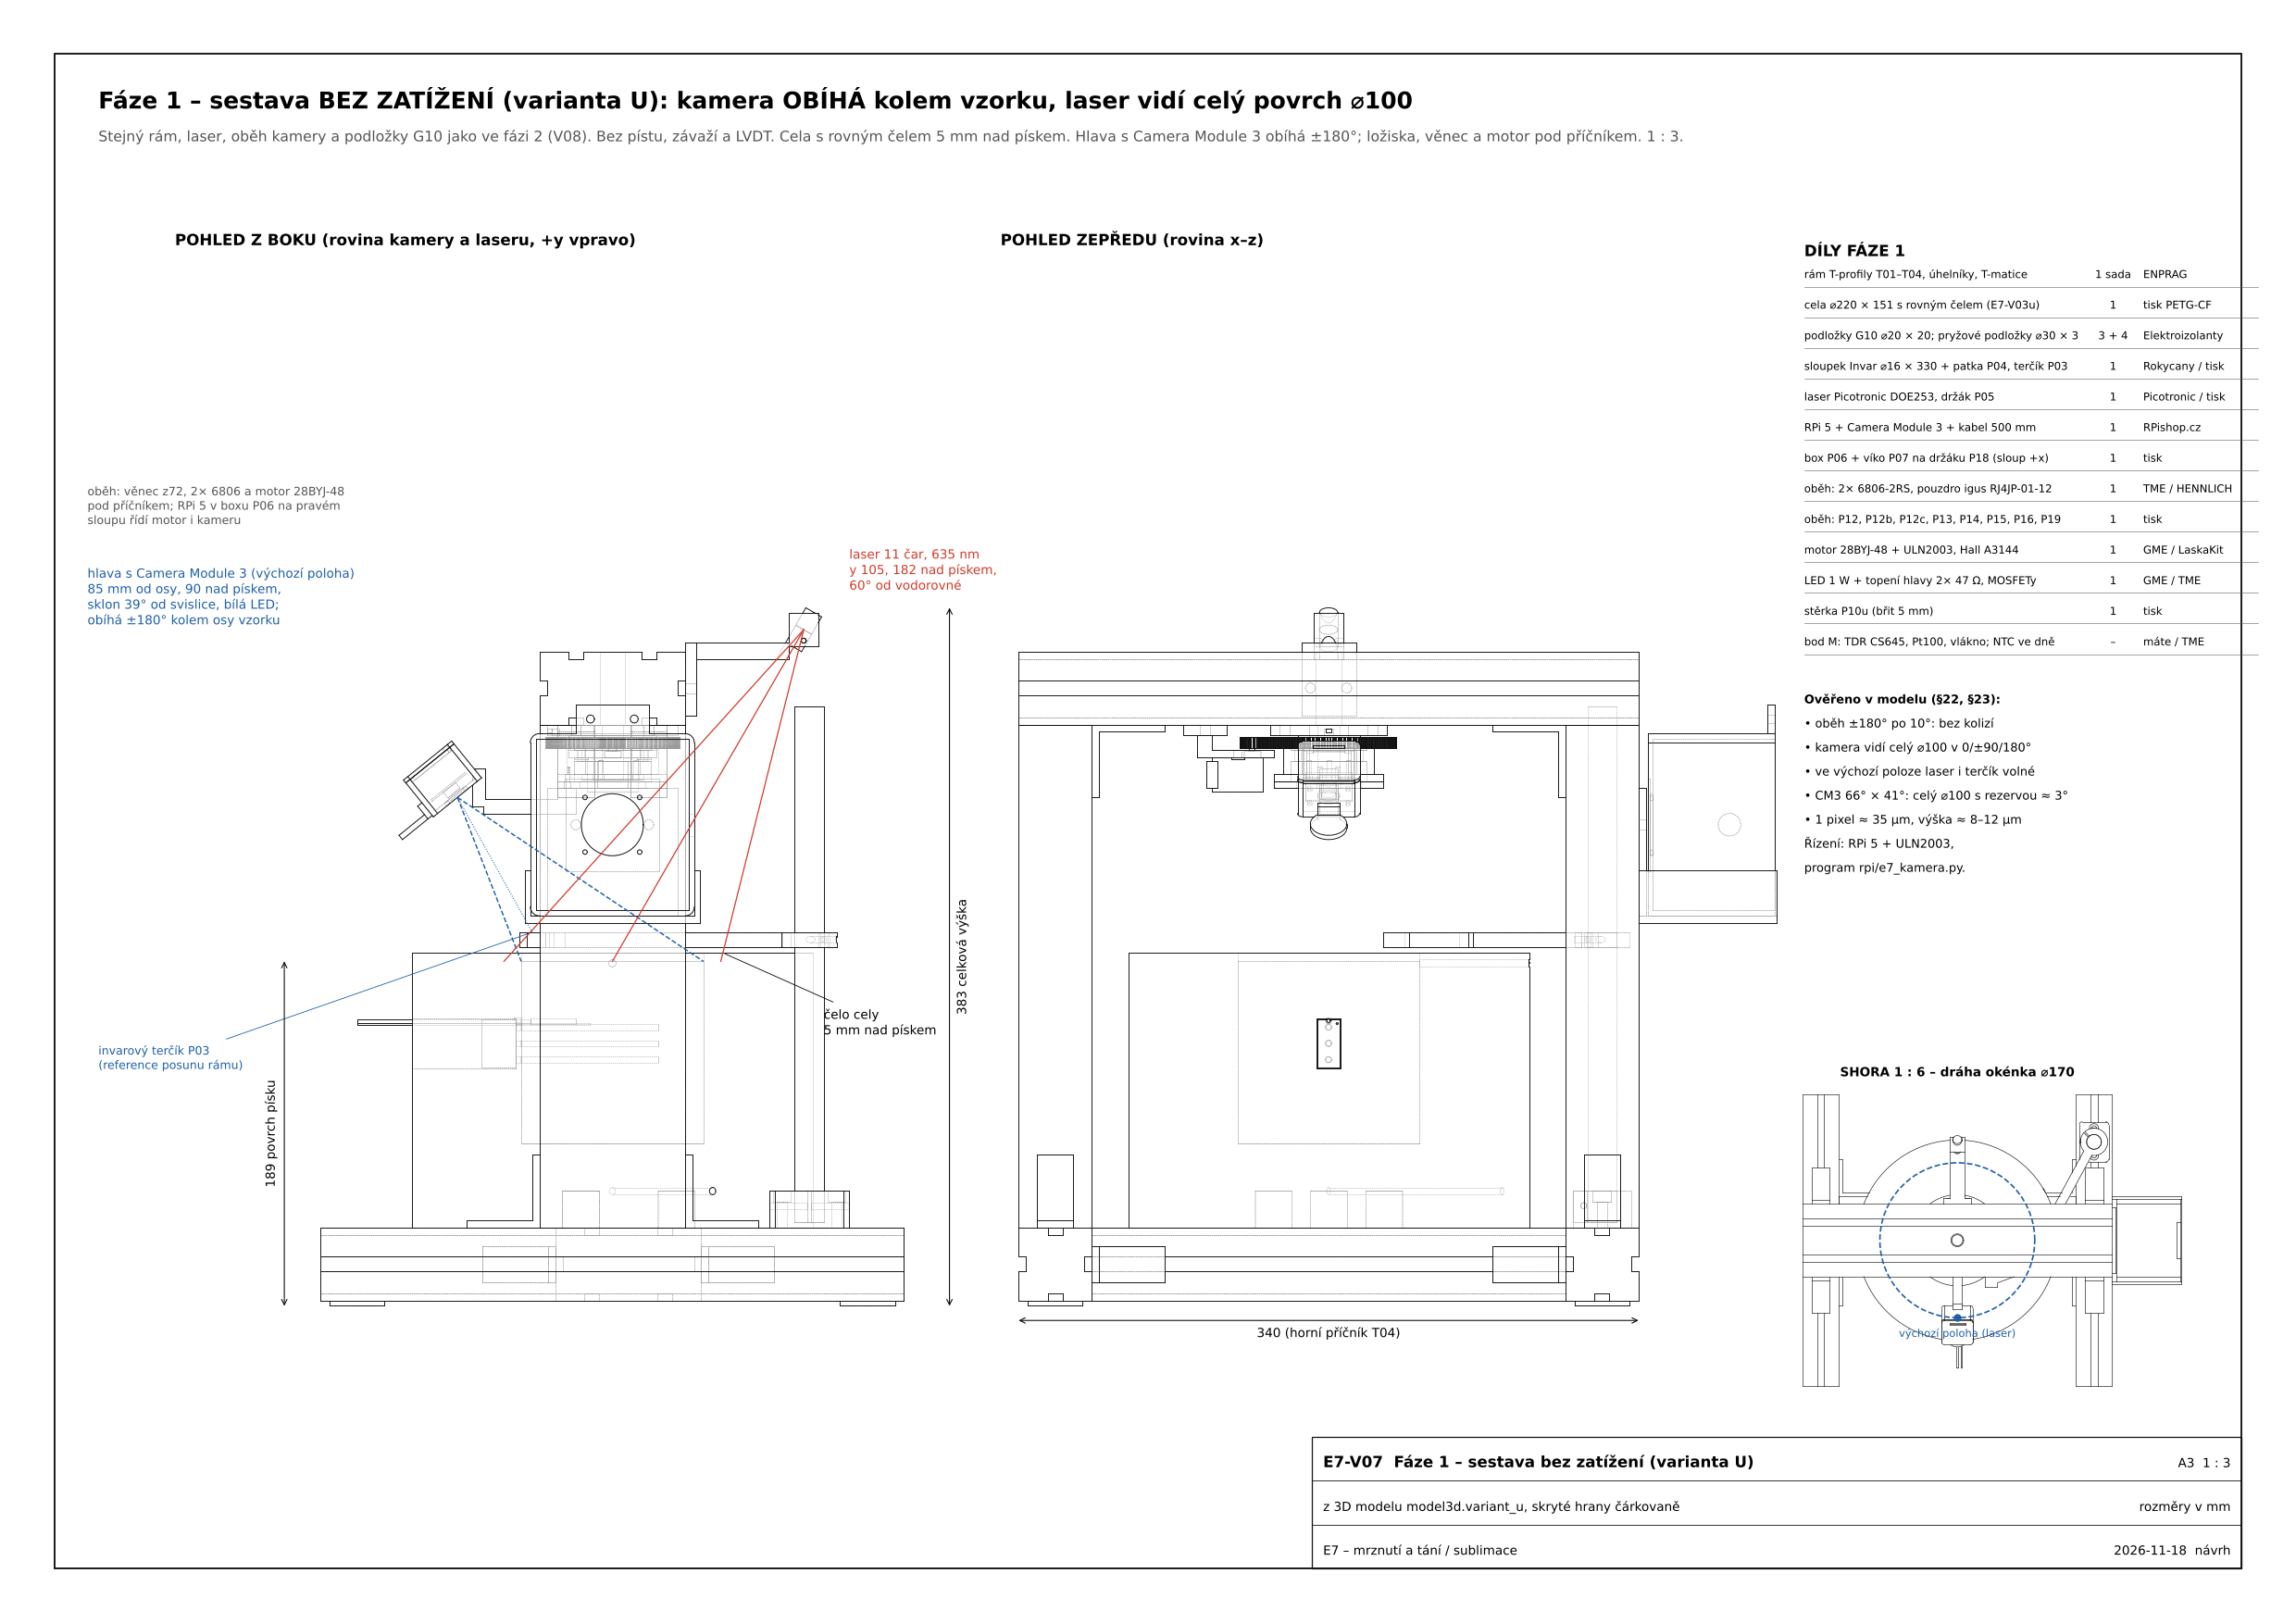 Fáze 1 – sestava BEZ ZATÍŽENÍ (varianta U): kamera OBÍHÁ kolem vzorku, laser vidí celý povrch ⌀100
Stejný rám, laser, oběh kamery a podložky G10 jako ve fázi 2 (V08). Bez pístu, závaží a LVDT. Cela s rovným čelem 5 mm nad pískem. Hlava s Camera Module 3 obíhá ±180°; ložiska, věnec a motor pod příčníkem. 1 : 3.
POHLED Z BOKU (rovina kamery a laseru, +y vpravo)
oběh: věnec z72, 2× 6806 a motor 28BYJ-48
pod příčníkem; RPi 5 v boxu P06 na pravém
sloupu řídí motor i kameru
hlava s Camera Module 3 (výchozí poloha)
85 mm od osy, 90 nad pískem,
sklon 39° od svislice, bílá LED;
obíhá ±180° kolem osy vzorku
laser 11 čar, 635 nm
y 105, 182 nad pískem,
60° od vodorovné
383 celková výška
čelo cely
5 mm nad pískem
invarový terčík P03
(reference posunu rámu)
189 povrch písku
POHLED ZEPŘEDU (rovina x–z)
340 (horní příčník T04)
DÍLY FÁZE 1
rám T-profily T01–T04, úhelníky, T-matice 1 sada ENPRAG
cela ⌀220 × 151 s rovným čelem (E7-V03u) 1 tisk PETG-CF
podložky G10 ⌀20 × 20; pryžové podložky ⌀30 × 3 3 + 4 Elektroizolanty
sloupek Invar ⌀16 × 330 + patka P04, terčík P03 1 Rokycany / tisk
laser Picotronic DOE253, držák P05 1 Picotronic / tisk
RPi 5 + Camera Module 3 + kabel 500 mm 1 RPishop.cz
box P06 + víko P07 na držáku P18 (sloup +x) 1 tisk
oběh: 2× 6806-2RS, pouzdro igus RJ4JP-01-12 1 TME / HENNLICH
oběh: P12, P12b, P12c, P13, P14, P15, P16, P19 1 tisk
motor 28BYJ-48 + ULN2003, Hall A3144 1 GME / LaskaKit
LED 1 W + topení hlavy 2× 47 Ω, MOSFETy 1 GME / TME
stěrka P10u (břit 5 mm) 1 tisk
bod M: TDR CS645, Pt100, vlákno; NTC ve dně – máte / TME
Ověřeno v modelu (§22, §23):
• oběh ±180° po 10°: bez kolizí
• kamera vidí celý ⌀100 v 0/±90/180°
• ve výchozí poloze laser i terčík volné
• CM3 66° × 41°: celý ⌀100 s rezervou ≈ 3°
• 1 pixel ≈ 35 µm, výška ≈ 8–12 µm
Řízení: RPi 5 + ULN2003,
program rpi/e7_kamera.py.
SHORA 1 : 6 – dráha okénka ⌀170
výchozí poloha (laser)
E7-V07 Fáze 1 – sestava bez zatížení (varianta U) A3 1 : 3
z 3D modelu model3d.variant_u, skryté hrany čárkovaně rozměry v mm
E7 – mrznutí a tání / sublimace 2026-11-18 návrh